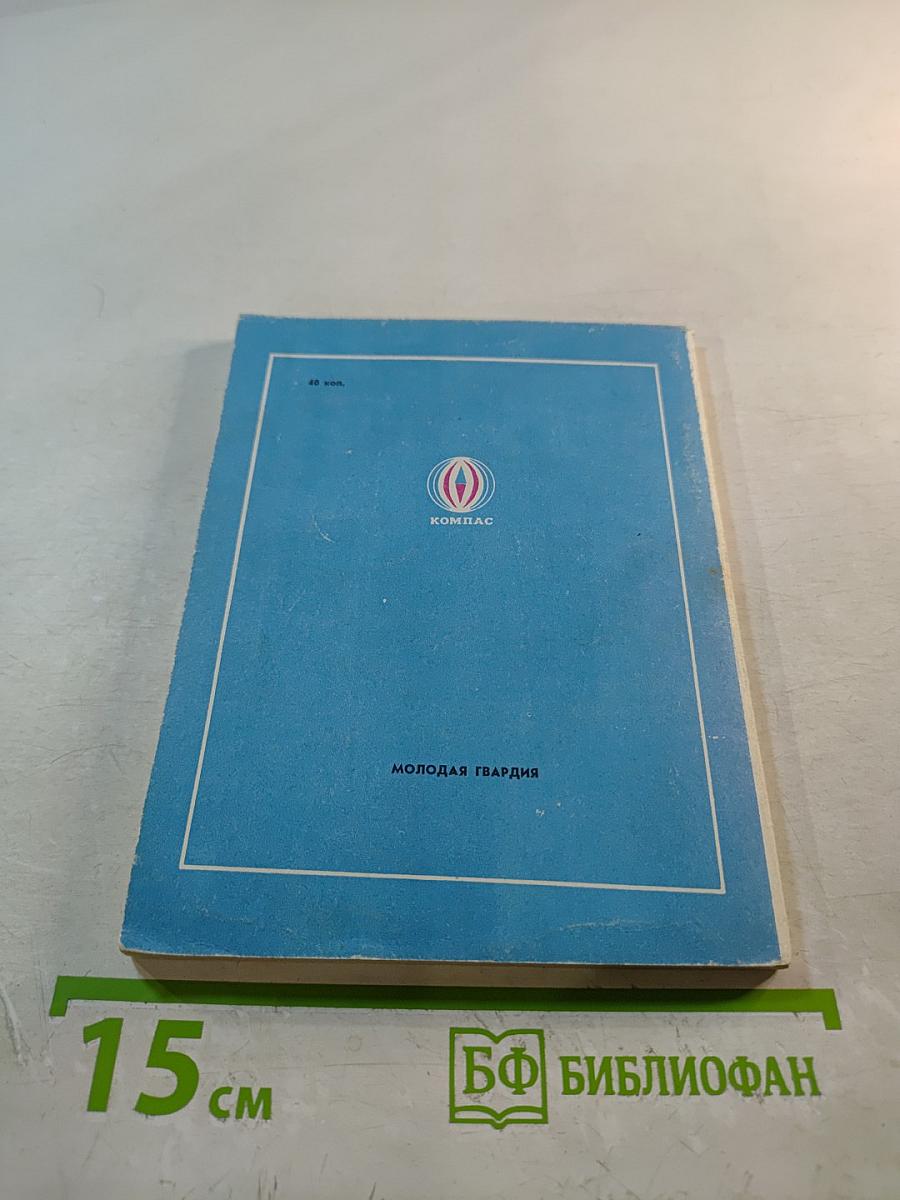 коп.
КОМПАС
МОЛОДАЯ ГВАРДИЯ
15 см
БФ БИБЛИОФАН